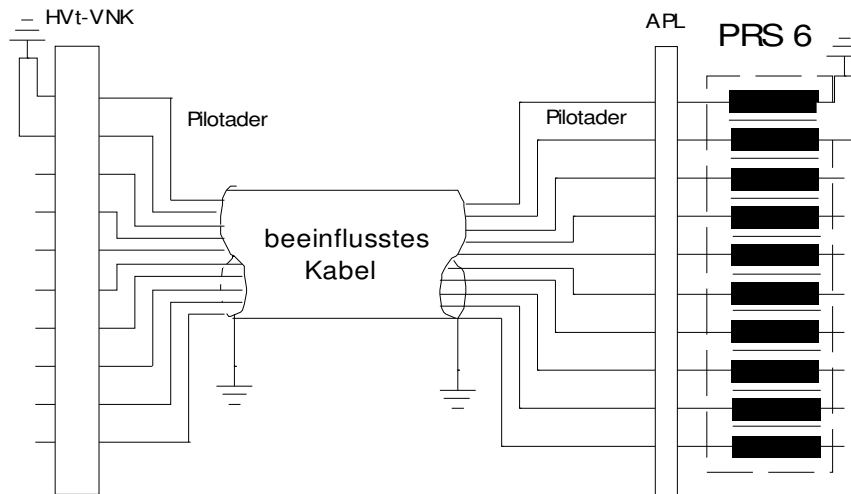 HVt-VNK
APL
PRS 6
Pilotader
Pilotader
beeinflusstes
Kabel